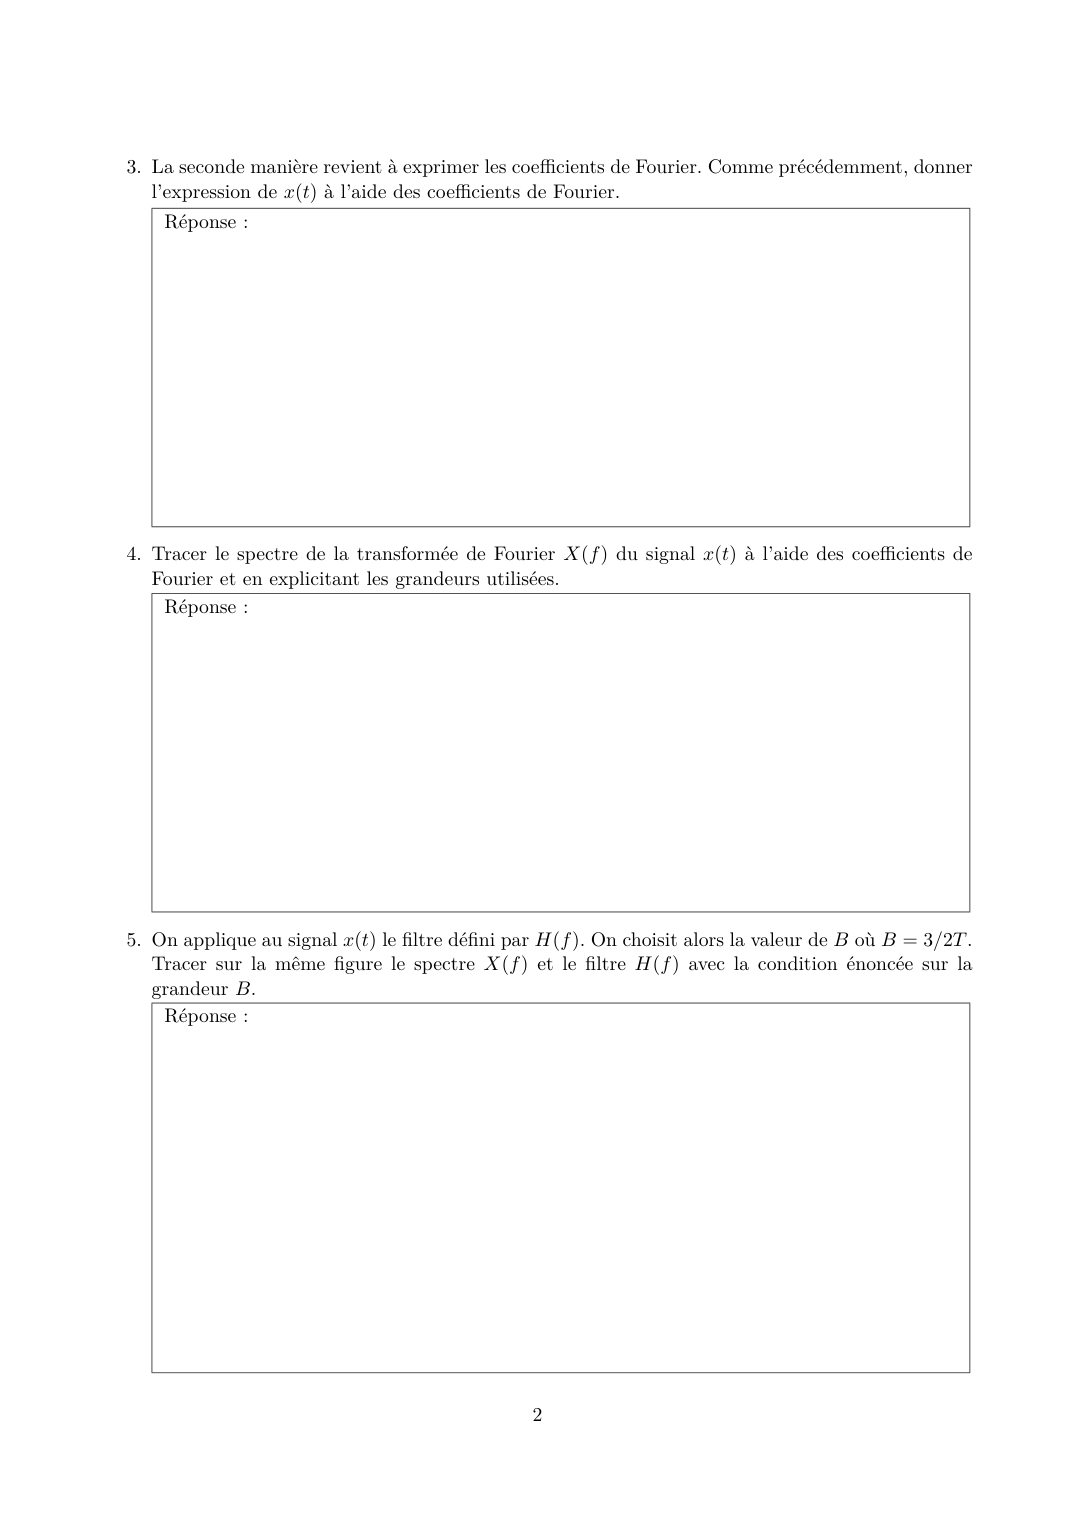 3. La seconde manière revient à exprimer les coefficients de Fourier. Comme précédemment, donner
l'expression de x(t) à l'aide des coefficients de Fourier.
Réponse :
4. Tracer le spectre de la transformée de Fourier X(f) du signal x(t) à l'aide des coefficients de
Fourier et en explicitant les grandeurs utilisées.
Réponse :
5. On applique au signal x(t) le filtre défini par H(f). On choisit alors la valeur de B où B = 3/2T.
Tracer sur la même figure le spectre X(f) et le filtre H(f) avec la condition énoncée sur la
grandeur B.
Réponse :
2